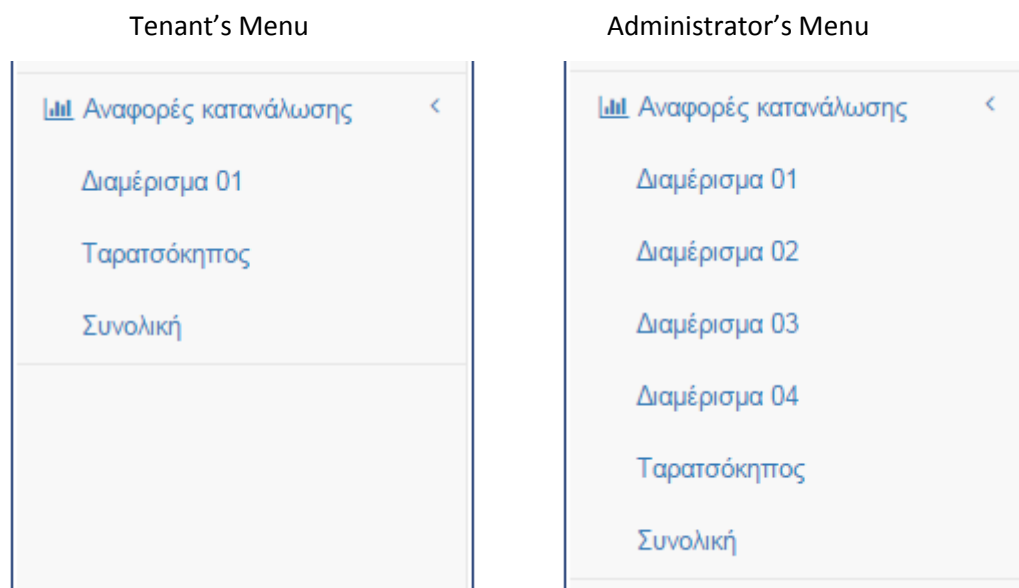 Tenant’s Menu
Αναφορές κατανάλωσης
Διαμέρισμα 01
Ταρατσόκηπος
Συνολική
Administrator’s Menu
Αναφορές κατανάλωσης
Διαμέρισμα 01
Διαμέρισμα 02
Διαμέρισμα 03
Διαμέρισμα 04
Ταρατσόκηπος
Συνολική